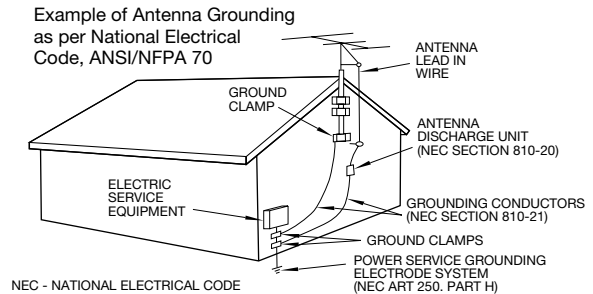 Example of Antenna Grounding
as per National Electrical
Code, ANSI/NFPA 70
ANTENNA
LEAD IN
WIRE
GROUND
CLAMP
ANTENNA
DISCHARGE UNIT
(NEC SECTION 810-20)
ELECTRIC
SERVICE
EQUIPMENT
GROUNDING CONDUCTORS
(NEC SECTION 810-21)
GROUND CLAMPS
POWER SERVICE GROUNDING
ELECTRODE SYSTEM
(NEC ART 250. PART H)
NEC - NATIONAL ELECTRICAL CODE